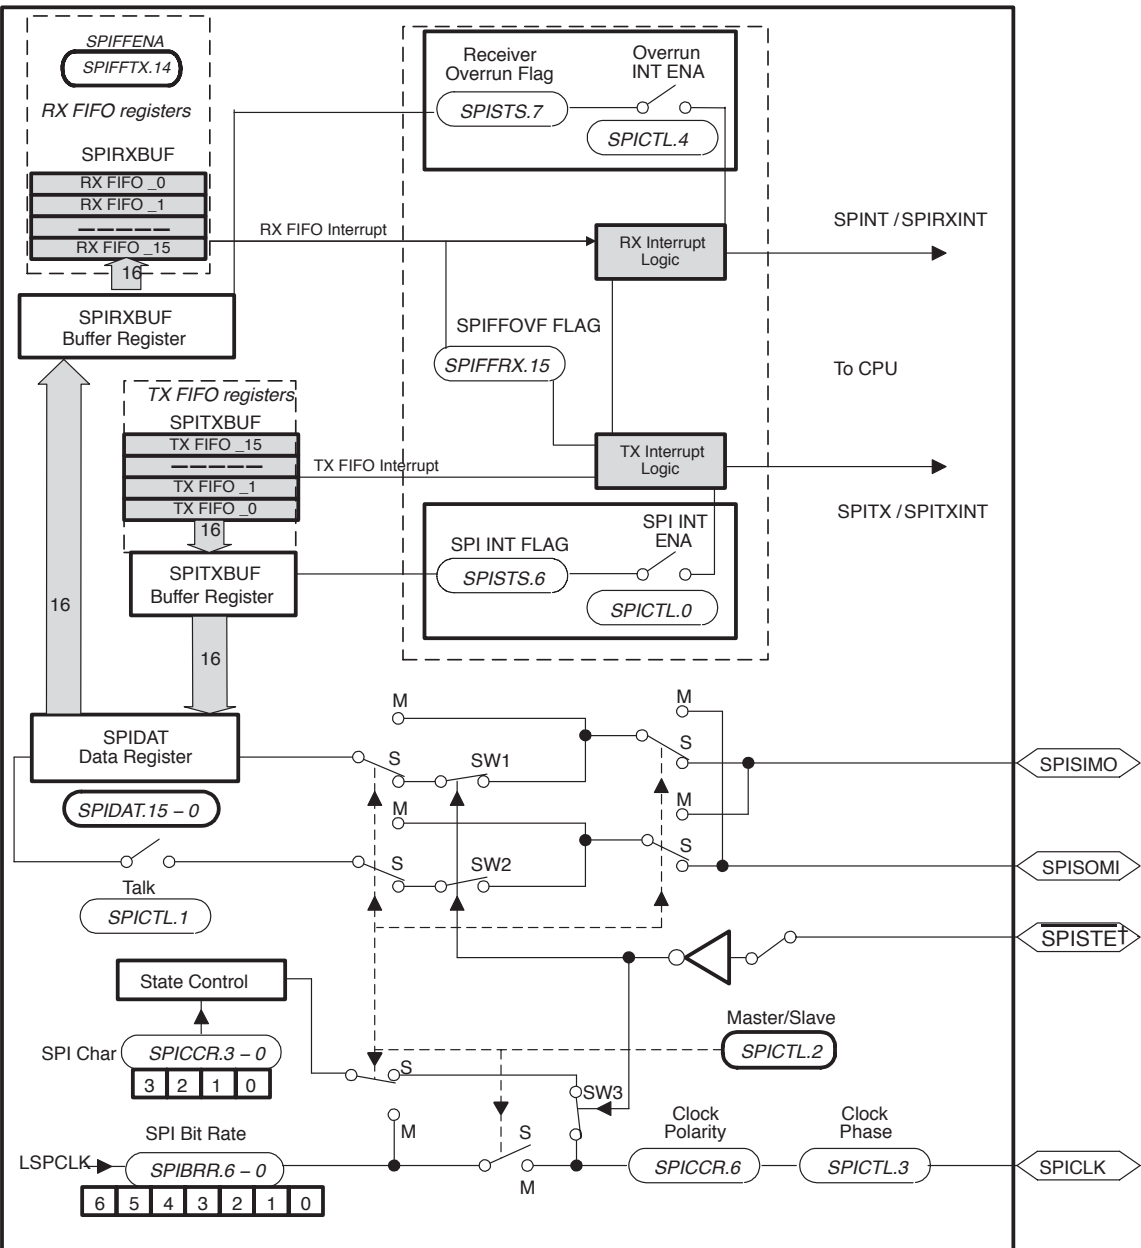 SPIFFENA
SPIFFTX.14
RX FIFO registers
SPIRXBUF
RX FIFO _0
RX FIFO _1
—————
RX FIFO _15
16
SPIRXBUF
Buffer Register
Receiver
Overrun Flag
SPISTS.7
Overrun
INT ENA
SPICTL.4
RX FIFO Interrupt
RX Interrupt
Logic
SPINT / SPIRXINT
SPIFFOVF FLAG
SPIFFRX.15
To CPU
TX FIFO registers
SPITXBUF
TX FIFO _15
—————
TX FIFO _1
TX FIFO _0
16
TX FIFO Interrupt
TX Interrupt
Logic
SPITX / SPITXINT
SPITXBUF
Buffer Register
SPI INT FLAG
SPISTS.6
SPI INT
ENA
SPICTL.0
16
16
SPIDAT
Data Register
SPIDAT.15 – 0
M
S
SW1
M
S
SPISIMO
M
S
SW2
M
S
SPISOMI
Talk
SPICTL.1
SPISTE†
State Control
Master/Slave
SPICTL.2
SPI Char
SPICCR.3 – 0
3 2 1 0
S
M
SW3
SPI Bit Rate
LSPCLK
SPIBRR.6 – 0
6 5 4 3 2 1 0
S
M
Clock
Polarity
SPICCR.6
Clock
Phase
SPICTL.3
SPICLK